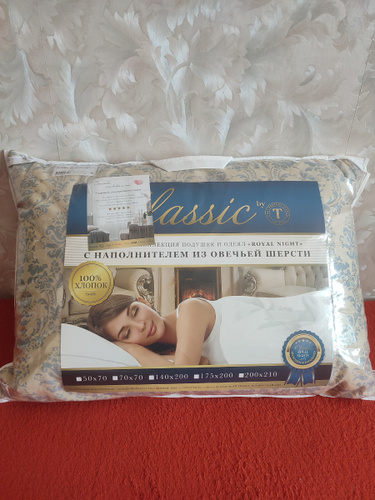 Classic by T
КОЛЛЕКЦИЯ ПОДУШЕК И ОДЕЯЛ «ROYAL NIGHT»
С НАПОЛНИТЕЛЕМ ИЗ ОВЕЧЬЕЙ ШЕРСТИ
100%
ХЛОПОК
50x70 70x70 140x200 175x200 200x210